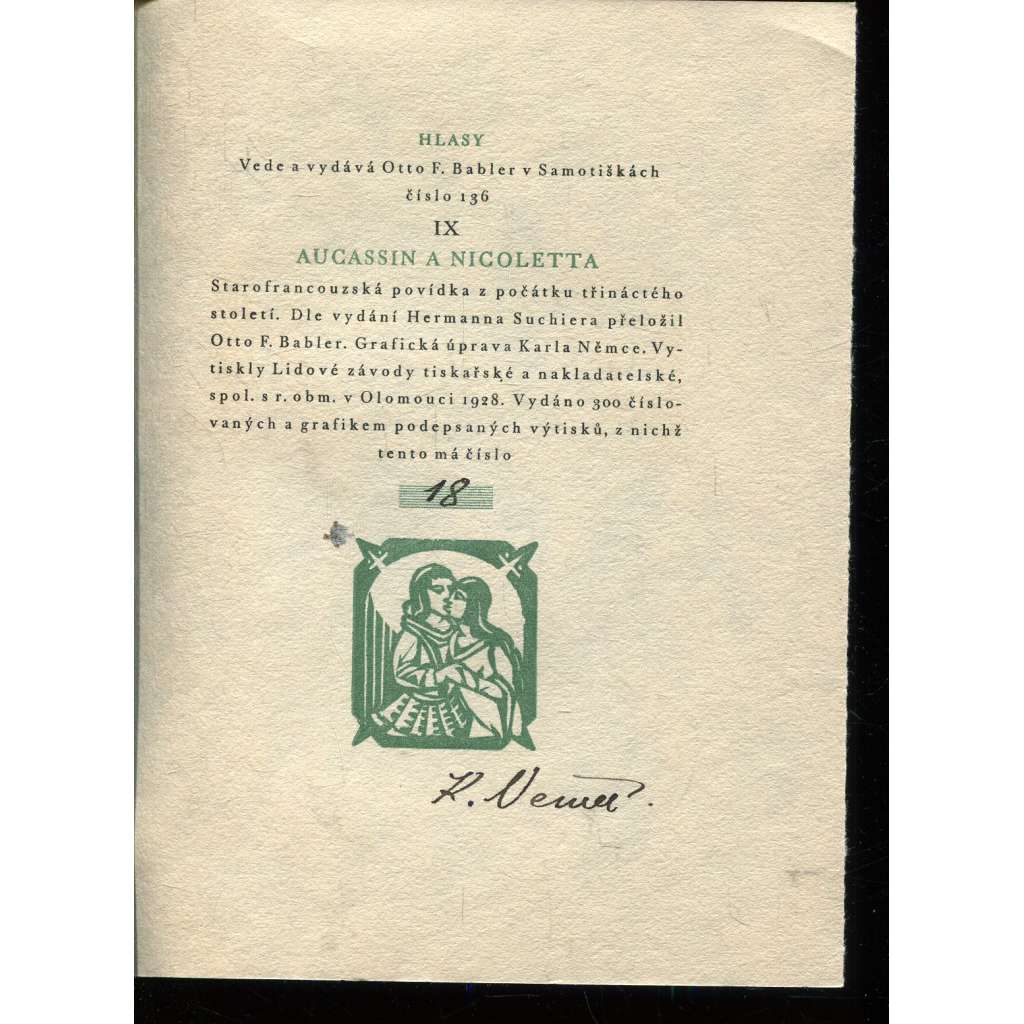 HLASY
Vede a vydává Otto F. Babler v Samotiškách
číslo 136
IX
AUCASSIN A NICOLETTA
Starofrancouzská povídka z počátku třináctého
století. Dle vydání Hermanna Suchiera přeložil
Otto F. Babler. Grafická úprava Karla Němce. Vy-
tiskly Lidové závody tiskařské a nakladatelské,
spol. s r. obm. v Olomouci 1928. Vydáno 300 číslo-
vaných a grafikem podepsaných výtisků, z nichž
tento má číslo
18
K. Němec.